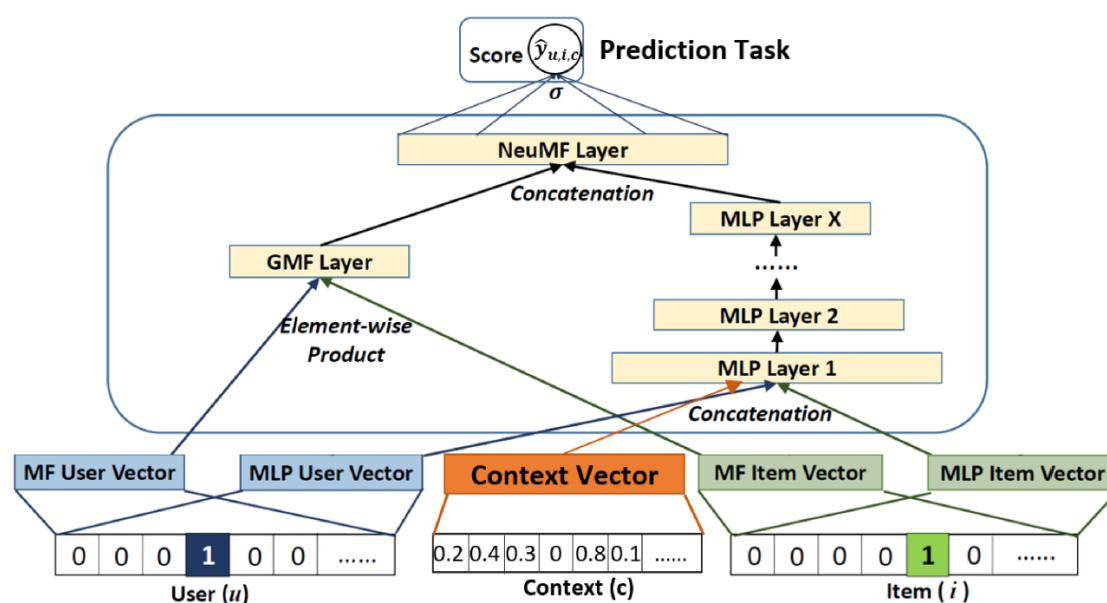 Score ŷu,i,c Prediction Task
σ
NeuMF Layer
Concatenation
MLP Layer X
GMF Layer
......
Element-wise
Product
MLP Layer 2
MLP Layer 1
Concatenation
MF User Vector MLP User Vector Context Vector MF Item Vector MLP Item Vector
0 0 0 1 0 0 ...... 0.2 0.4 0.3 0 0.8 0.1 ...... 0 0 0 0 1 0 ......
User (u) Context (c) Item ( i )